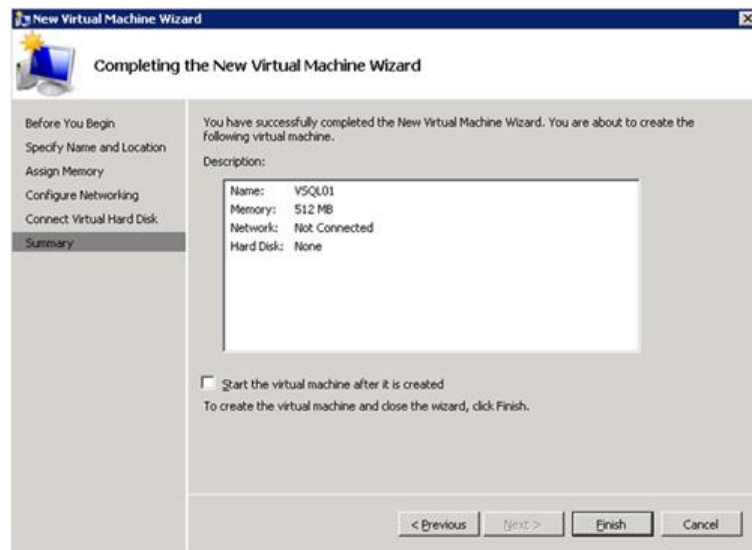 New Virtual Machine Wizard
Completing the New Virtual Machine Wizard
Before You Begin
Specify Name and Location
Assign Memory
Configure Networking
Connect Virtual Hard Disk
Summary
You have successfully completed the New Virtual Machine Wizard. You are about to create the
following virtual machine.
Description:
Name: VSQL01
Memory: 512 MB
Network: Not Connected
Hard Disk: None
Start the virtual machine after it is created
To create the virtual machine and close the wizard, click Finish.
< Previous Next > Finish Cancel